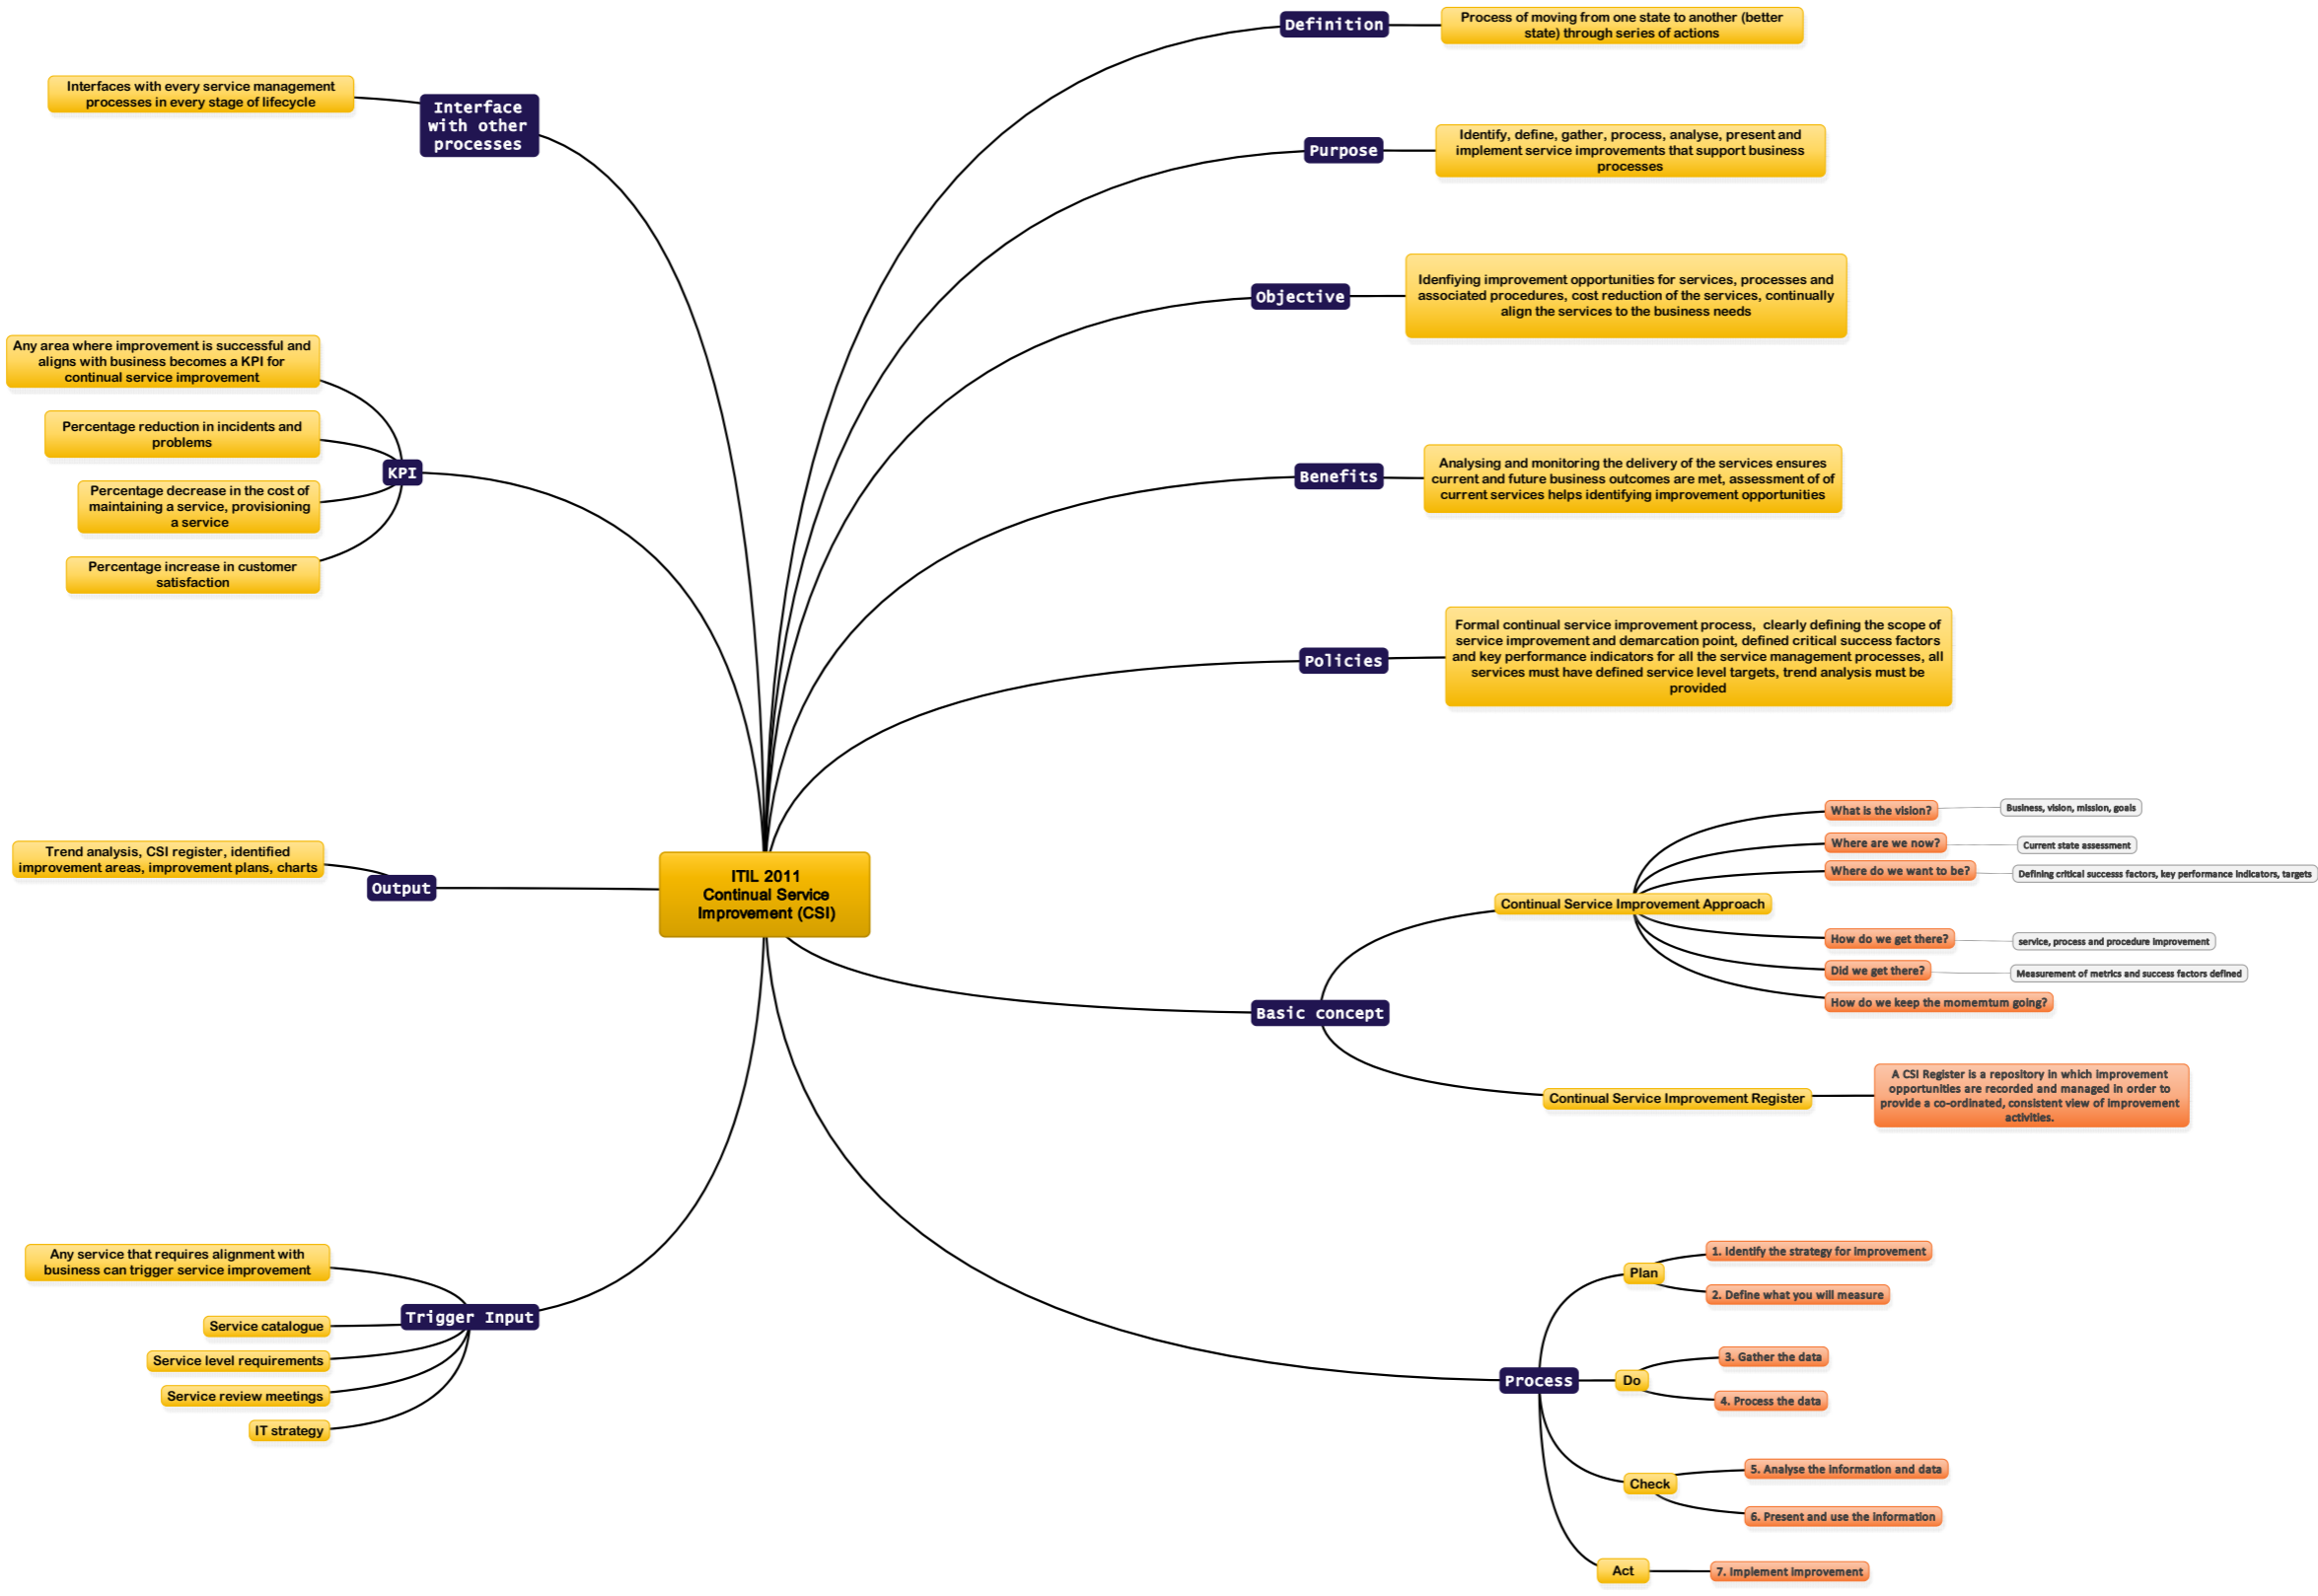 ITIL 2011
Continual Service
Improvement (CSI)
Definition
Process of moving from one state to another (better
state) through series of actions
Purpose
Identify, define, gather, process, analyse, present and
implement service improvements that support business
processes
Objective
Idenfiying improvement opportunities for services, processes and
associated procedures, cost reduction of the services, continually
align the services to the business needs
Benefits
Analysing and monitoring the delivery of the services ensures
current and future business outcomes are met, assessment of of
current services helps identifying improvement opportunities
Policies
Formal continual service improvement process,  clearly defining the scope of
service improvement and demarcation point, defined critical success factors
and key performance indicators for all the service management processes, all
services must have defined service level targets, trend analysis must be
provided
Basic concept
Continual Service Improvement Approach
What is the vision?
Business, vision, mission, goals
Where are we now?
Current state assessment
Where do we want to be?
Defining critical successs factors, key performance indicators, targets
How do we get there?
service, process and procedure improvement
Did we get there?
Measurement of metrics and success factors defined
How do we keep the momemtum going?
Continual Service Improvement Register
A CSI Register is a repository in which improvement
opportunities are recorded and managed in order to
provide a co-ordinated, consistent view of improvement
activities.
Process
Plan
1. Identify the strategy for improvement
2. Define what you will measure
Do
3. Gather the data
4. Process the data
Check
5. Analyse the information and data
6. Present and use the information
Act
7. Implement improvement
Trigger Input
Any service that requires alignment with
business can trigger service improvement
Service catalogue
Service level requirements
Service review meetings
IT strategy
Output
Trend analysis, CSI register, identified
improvement areas, improvement plans, charts
KPI
Any area where improvement is successful and
aligns with business becomes a KPI for
continual service improvement
Percentage reduction in incidents and
problems
Percentage decrease in the cost of
maintaining a service, provisioning
a service
Percentage increase in customer
satisfaction
Interface
with other
processes
Interfaces with every service management
processes in every stage of lifecycle